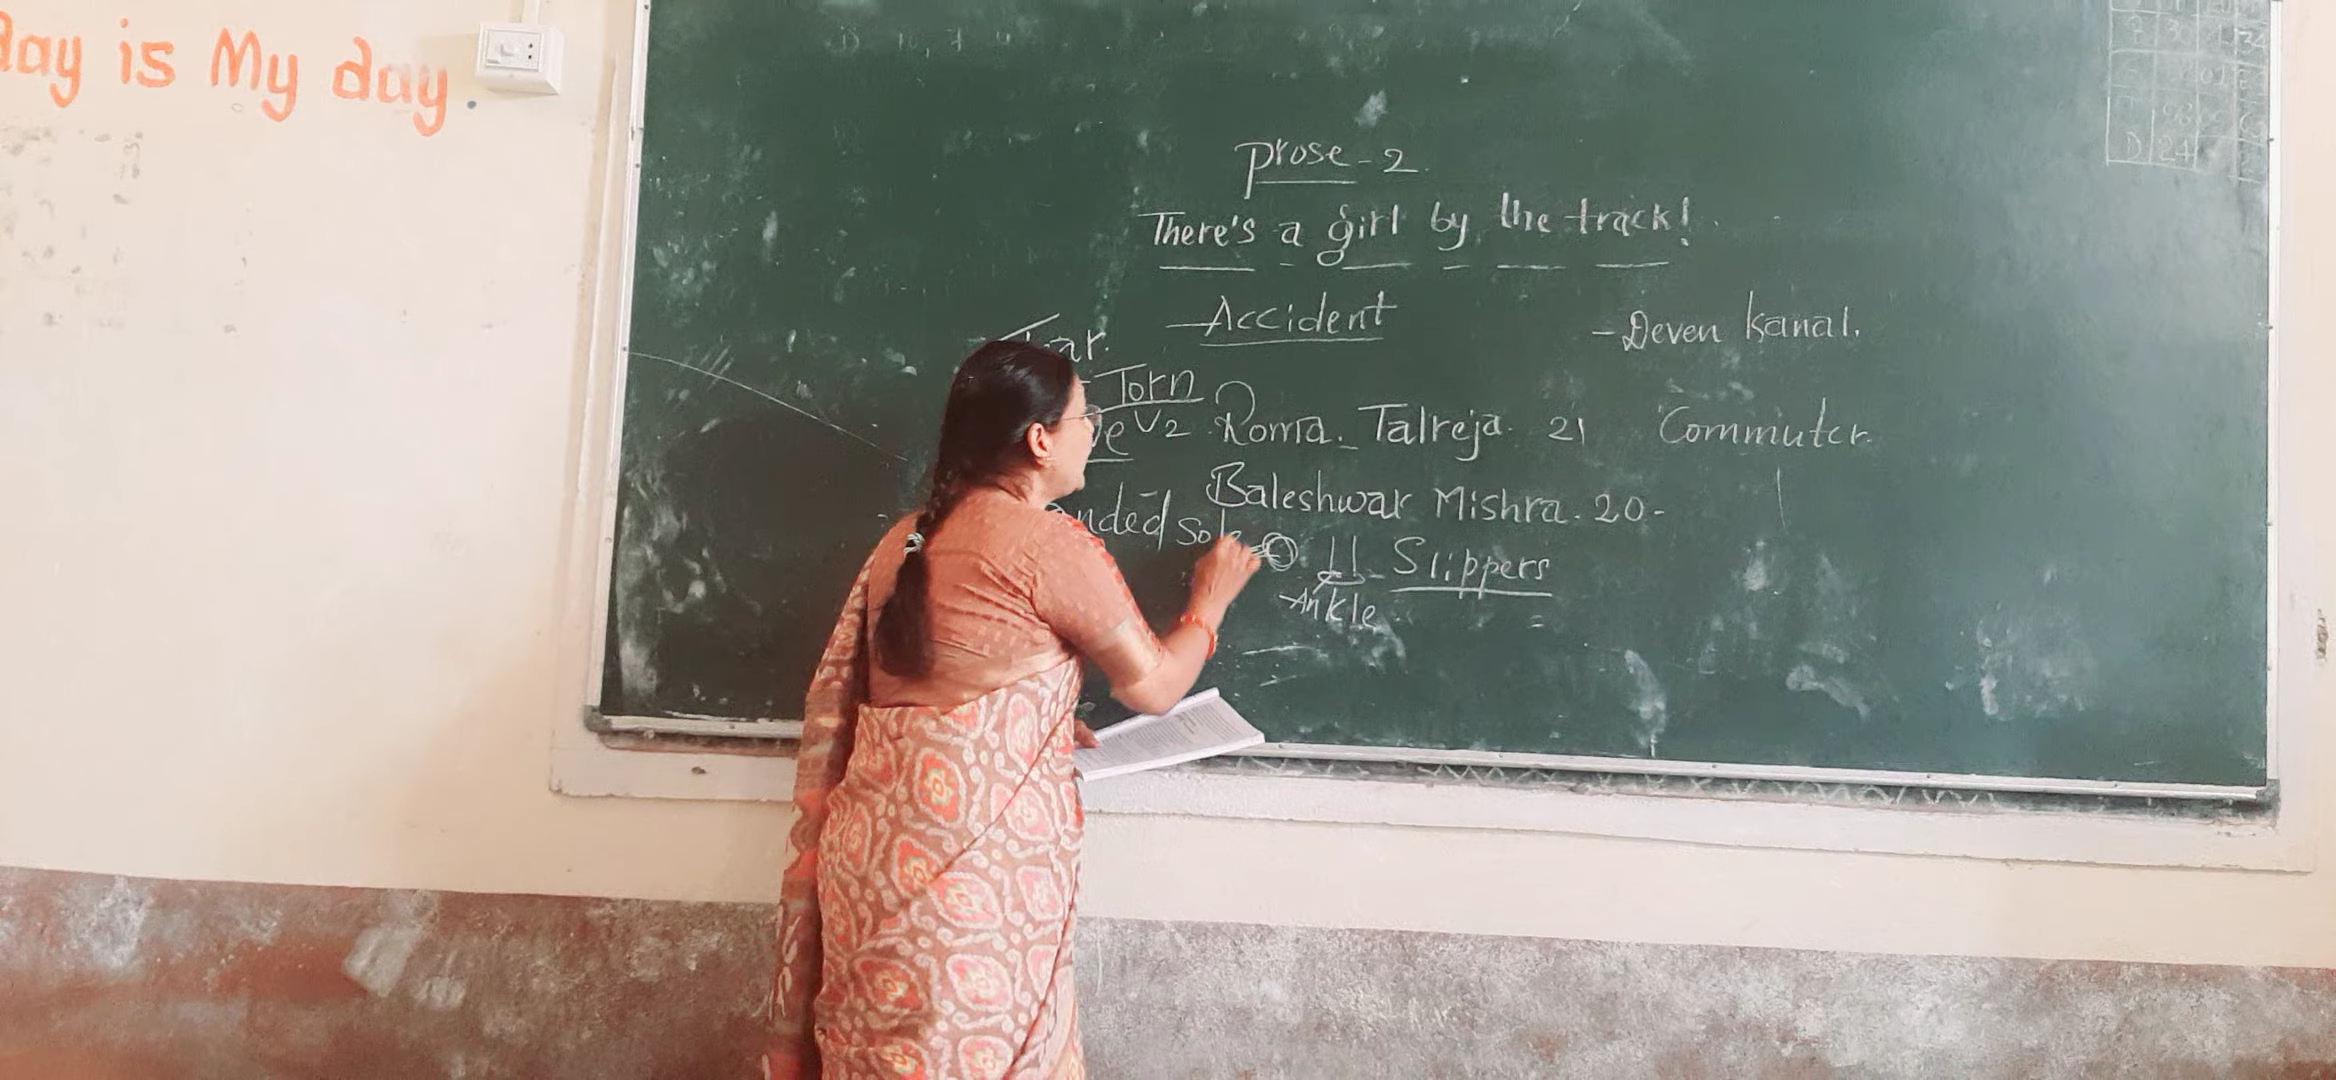 day is My day.
Prose - 2.
There's a girl by the track!
Accident
- Deven Kanal.
Torn
V2
Roma. Talreja. 21
Commuter.
Baleshwar Mishra. 20-
Slippers
Ankle